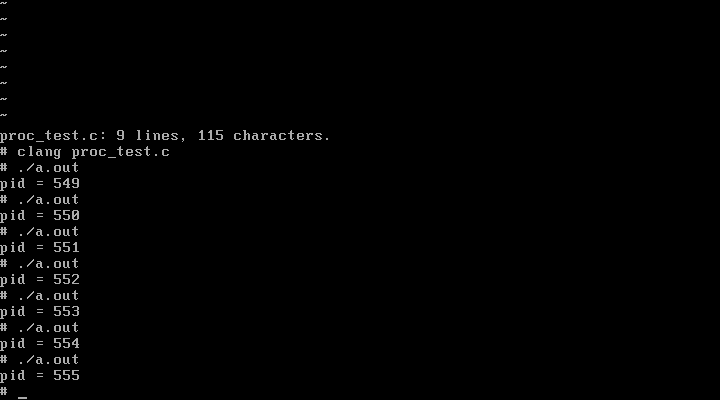 ~
~
~
~
~
~
~
~
proc_test.c: 9 lines, 115 characters.
# clang proc_test.c
# ./a.out
pid = 549
# ./a.out
pid = 550
# ./a.out
pid = 551
# ./a.out
pid = 552
# ./a.out
pid = 553
# ./a.out
pid = 554
# ./a.out
pid = 555
# _